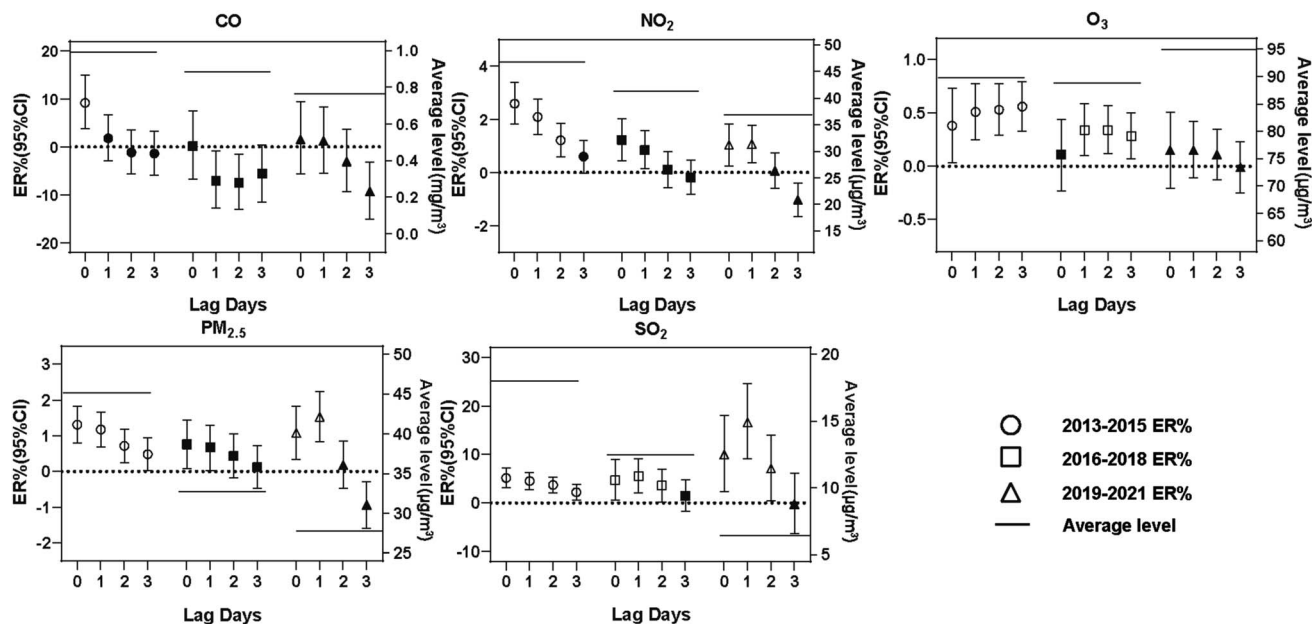 CO
ER%(95%CI)
20
10
0
-10
-20
1.0
0.8
0.6
0.4
0.2
0.0
Average level(mg/m³)
0 1 2 3 0 1 2 3 0 1 2 3
Lag Days
NO₂
ER%(95%CI)
4
2
0
-2
50
45
40
35
30
25
20
15
Average level(μg/m³)
0 1 2 3 0 1 2 3 0 1 2 3
Lag Days
O₃
ER%(95%CI)
1.0
0.5
0.0
-0.5
95
90
85
80
75
70
65
60
Average level(μg/m³)
0 1 2 3 0 1 2 3 0 1 2 3
Lag Days
PM₂.₅
ER%(95%CI)
3
2
1
0
-1
-2
50
45
40
35
30
25
Average level(μg/m³)
0 1 2 3 0 1 2 3 0 1 2 3
Lag Days
SO₂
ER%(95%CI)
30
20
10
0
-10
20
15
10
5
Average level(μg/m³)
0 1 2 3 0 1 2 3 0 1 2 3
Lag Days
2013-2015 ER%
2016-2018 ER%
2019-2021 ER%
Average level